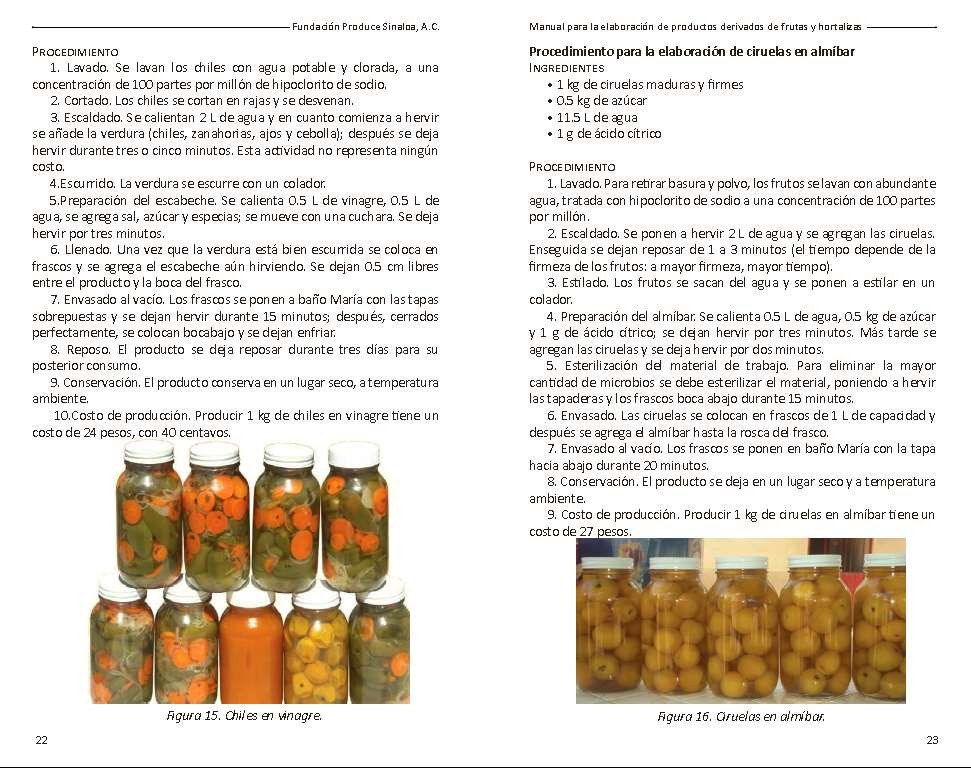 Fundación Produce Sinaloa, A.C.
PROCEDIMIENTO
1. Lavado. Se lavan los chiles con agua potable y clorada, a una
concentración de 100 partes por millón de hipoclorito de sodio.
2. Cortado. Los chiles se cortan en rajas y se desvenan.
3. Escaldado. Se calientan 2 L de agua y en cuanto comienza a hervir
se añade la verdura (chiles, zanahorias, ajos y cebolla); después se deja
hervir durante tres o cinco minutos. Esta actividad no representa ningún
costo.
4.Escurrido. La verdura se escurre con un colador.
5.Preparación del escabeche. Se calienta 0.5 L de vinagre, 0.5 L de
agua, se agrega sal, azúcar y especias; se mueve con una cuchara. Se deja
hervir por tres minutos.
6. Llenado. Una vez que la verdura está bien escurrida se coloca en
frascos y se agrega el escabeche aún hirviendo. Se dejan 0.5 cm libres
entre el producto y la boca del frasco.
7. Envasado al vacío. Los frascos se ponen a baño María con las tapas
sobrepuestas y se dejan hervir durante 15 minutos; después, cerrados
perfectamente, se colocan bocabajo y se dejan enfriar.
8. Reposo. El producto se deja reposar durante tres días para su
posterior consumo.
9. Conservación. El producto conserva en un lugar seco, a temperatura
ambiente.
10.Costo de producción. Producir 1 kg de chiles en vinagre tiene un
costo de 24 pesos, con 40 centavos.
Figura 15. Chiles en vinagre.
22
Manual para la elaboración de productos derivados de frutas y hortalizas
Procedimiento para la elaboración de ciruelas en almíbar
INGREDIENTES
• 1 kg de ciruelas maduras y firmes
• 0.5 kg de azúcar
• 11.5 L de agua
• 1 g de ácido cítrico
PROCEDIMIENTO
1. Lavado. Para retirar basura y polvo, los frutos se lavan con abundante
agua, tratada con hipoclorito de sodio a una concentración de 100 partes
por millón.
2. Escaldado. Se ponen a hervir 2 L de agua y se agregan las ciruelas.
Enseguida se dejan reposar de 1 a 3 minutos (el tiempo depende de la
firmeza de los frutos: a mayor firmeza, mayor tiempo).
3. Estilado. Los frutos se sacan del agua y se ponen a estilar en un
colador.
4. Preparación del almíbar. Se calienta 0.5 L de agua, 0.5 kg de azúcar
y 1 g de ácido cítrico; se dejan hervir por tres minutos. Más tarde se
agregan las ciruelas y se deja hervir por dos minutos.
5. Esterilización del material de trabajo. Para eliminar la mayor
cantidad de microbios se debe esterilizar el material, poniendo a hervir
las tapaderas y los frascos boca abajo durante 15 minutos.
6. Envasado. Las ciruelas se colocan en frascos de 1 L de capacidad y
después se agrega el almíbar hasta la rosca del frasco.
7. Envasado al vacío. Los frascos se ponen en baño María con la tapa
hacia abajo durante 20 minutos.
8. Conservación. El producto se deja en un lugar seco y a temperatura
ambiente.
9. Costo de producción. Producir 1 kg de ciruelas en almíbar tiene un
costo de 27 pesos.
Figura 16. Ciruelas en almíbar.
23